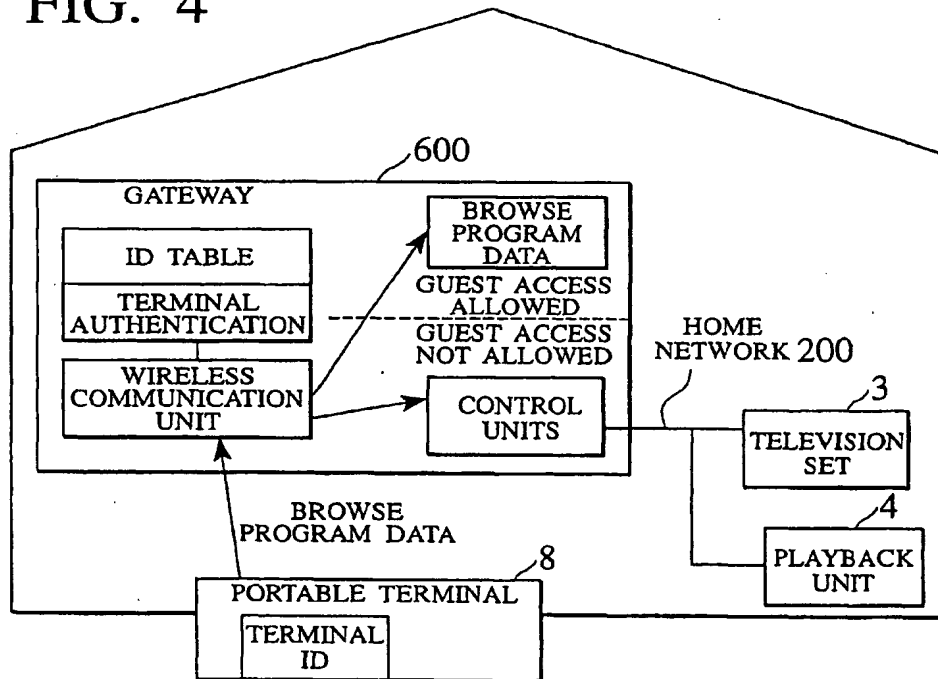 FIG. 4
600
GATEWAY
ID TABLE
TERMINAL
AUTHENTICATION
WIRELESS
COMMUNICATION
UNIT
BROWSE
PROGRAM
DATA
GUEST ACCESS
ALLOWED
GUEST ACCESS
NOT ALLOWED
CONTROL
UNITS
HOME
NETWORK 200
3
TELEVISION
SET
4
PLAYBACK
UNIT
BROWSE
PROGRAM DATA
8
PORTABLE TERMINAL
TERMINAL
ID